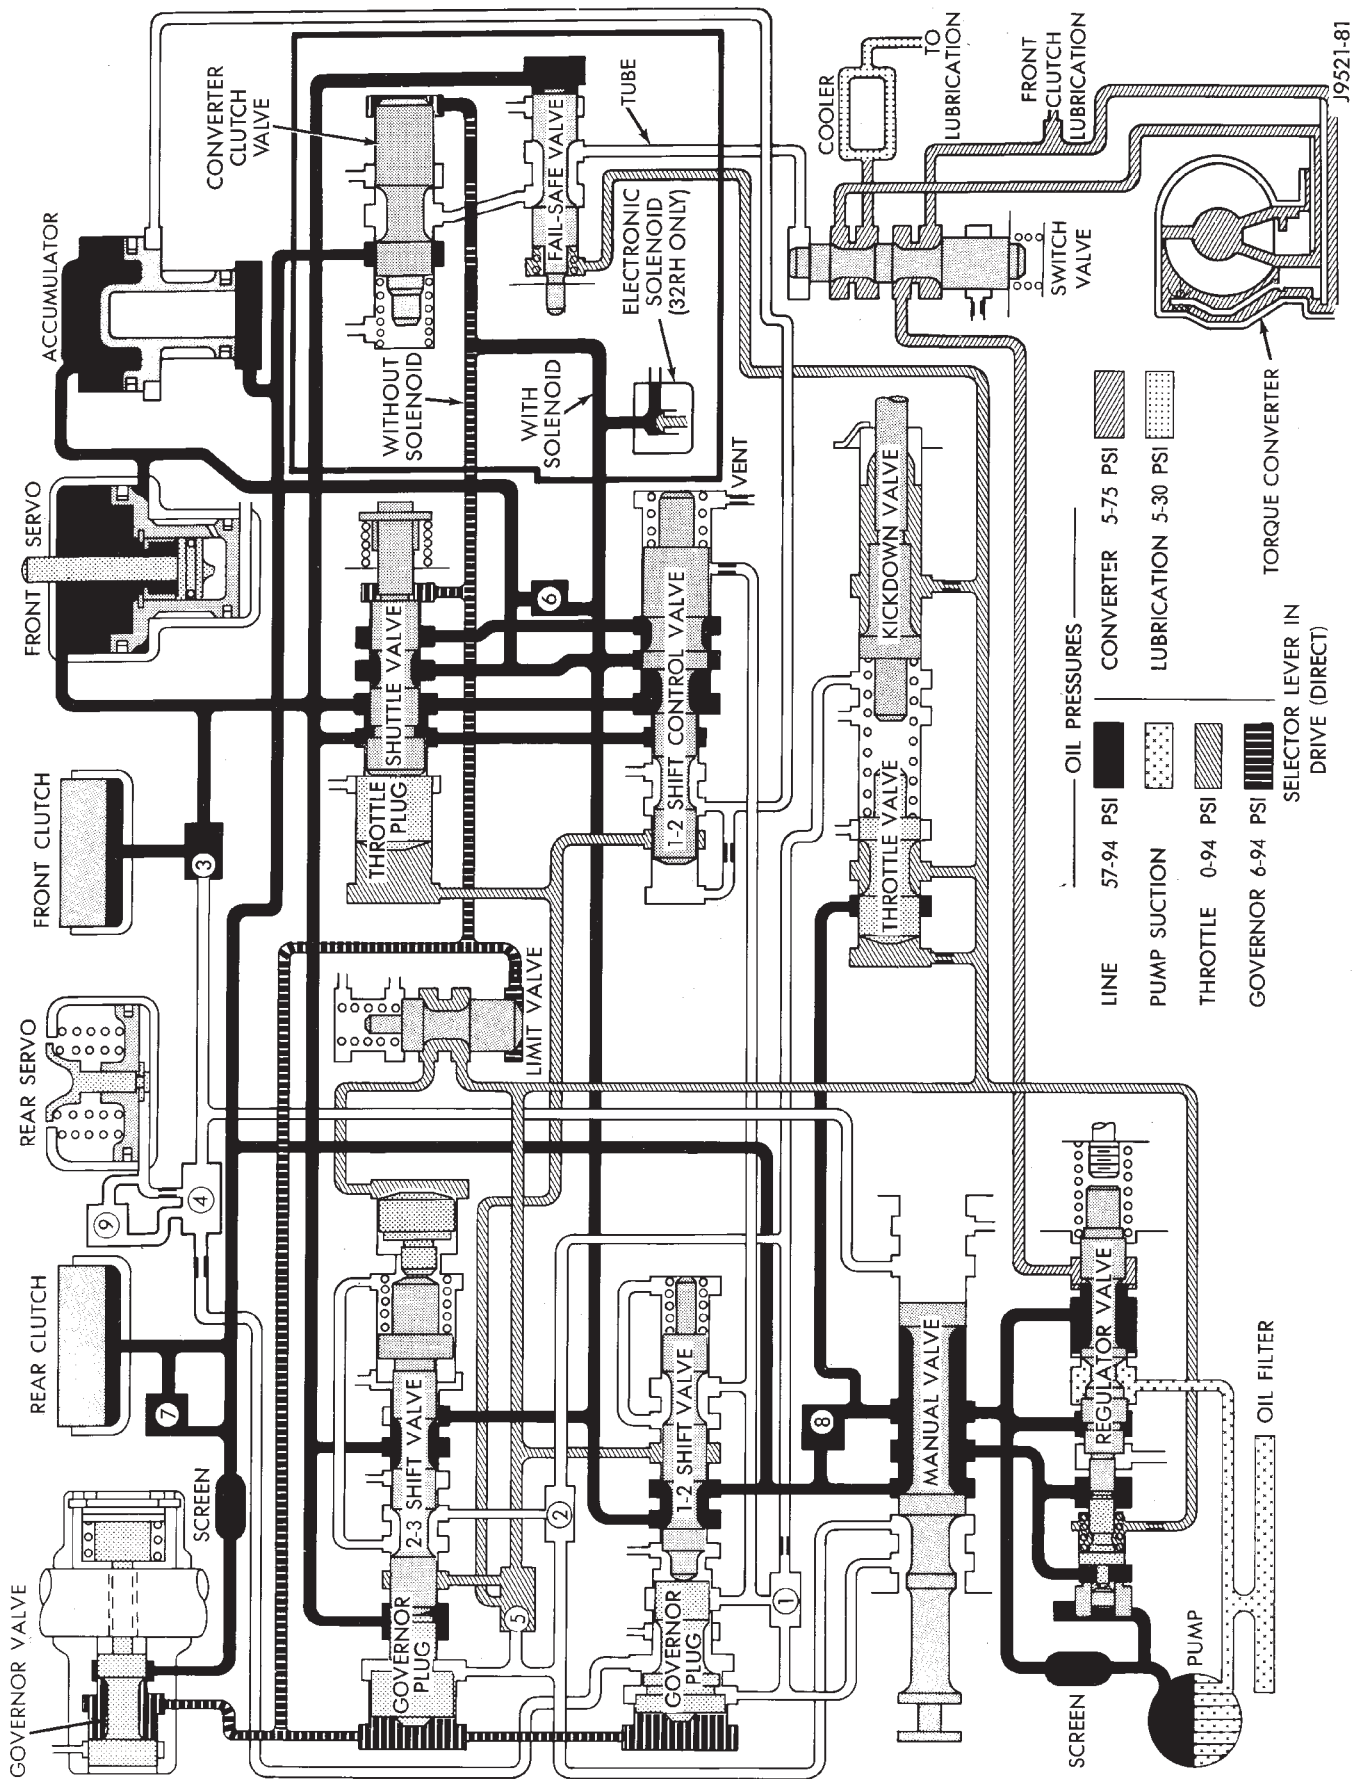 GOVERNOR VALVE
REAR CLUTCH
REAR SERVO
FRONT CLUTCH
FRONT SERVO
ACCUMULATOR
SCREEN
7
9
4
3
CONVERTER
CLUTCH
VALVE
GOVERNOR
PLUG
2-3 SHIFT VALVE
LIMIT VALVE
THROTTLE
PLUG
SHUTTLE VALVE
WITHOUT
SOLENOID
FAIL-SAFE VALVE
TUBE
5
2
6
WITH
SOLENOID
ELECTRONIC
SOLENOID
(32RH ONLY)
GOVERNOR
PLUG
1-2 SHIFT VALVE
1-2 SHIFT CONTROL VALVE
VENT
1
8
COOLER
TO
LUBRICATION
MANUAL VALVE
THROTTLE VALVE
KICKDOWN VALVE
FRONT
CLUTCH
LUBRICATION
SWITCH
VALVE
SCREEN
PUMP
REGULATOR VALVE
OIL FILTER
OIL PRESSURES
LINE 57-94 PSI
PUMP SUCTION
THROTTLE 0-94 PSI
GOVERNOR 6-94 PSI
CONVERTER 5-75 PSI
LUBRICATION 5-30 PSI
SELECTOR LEVER IN
DRIVE (DIRECT)
TORQUE CONVERTER
J9521-81